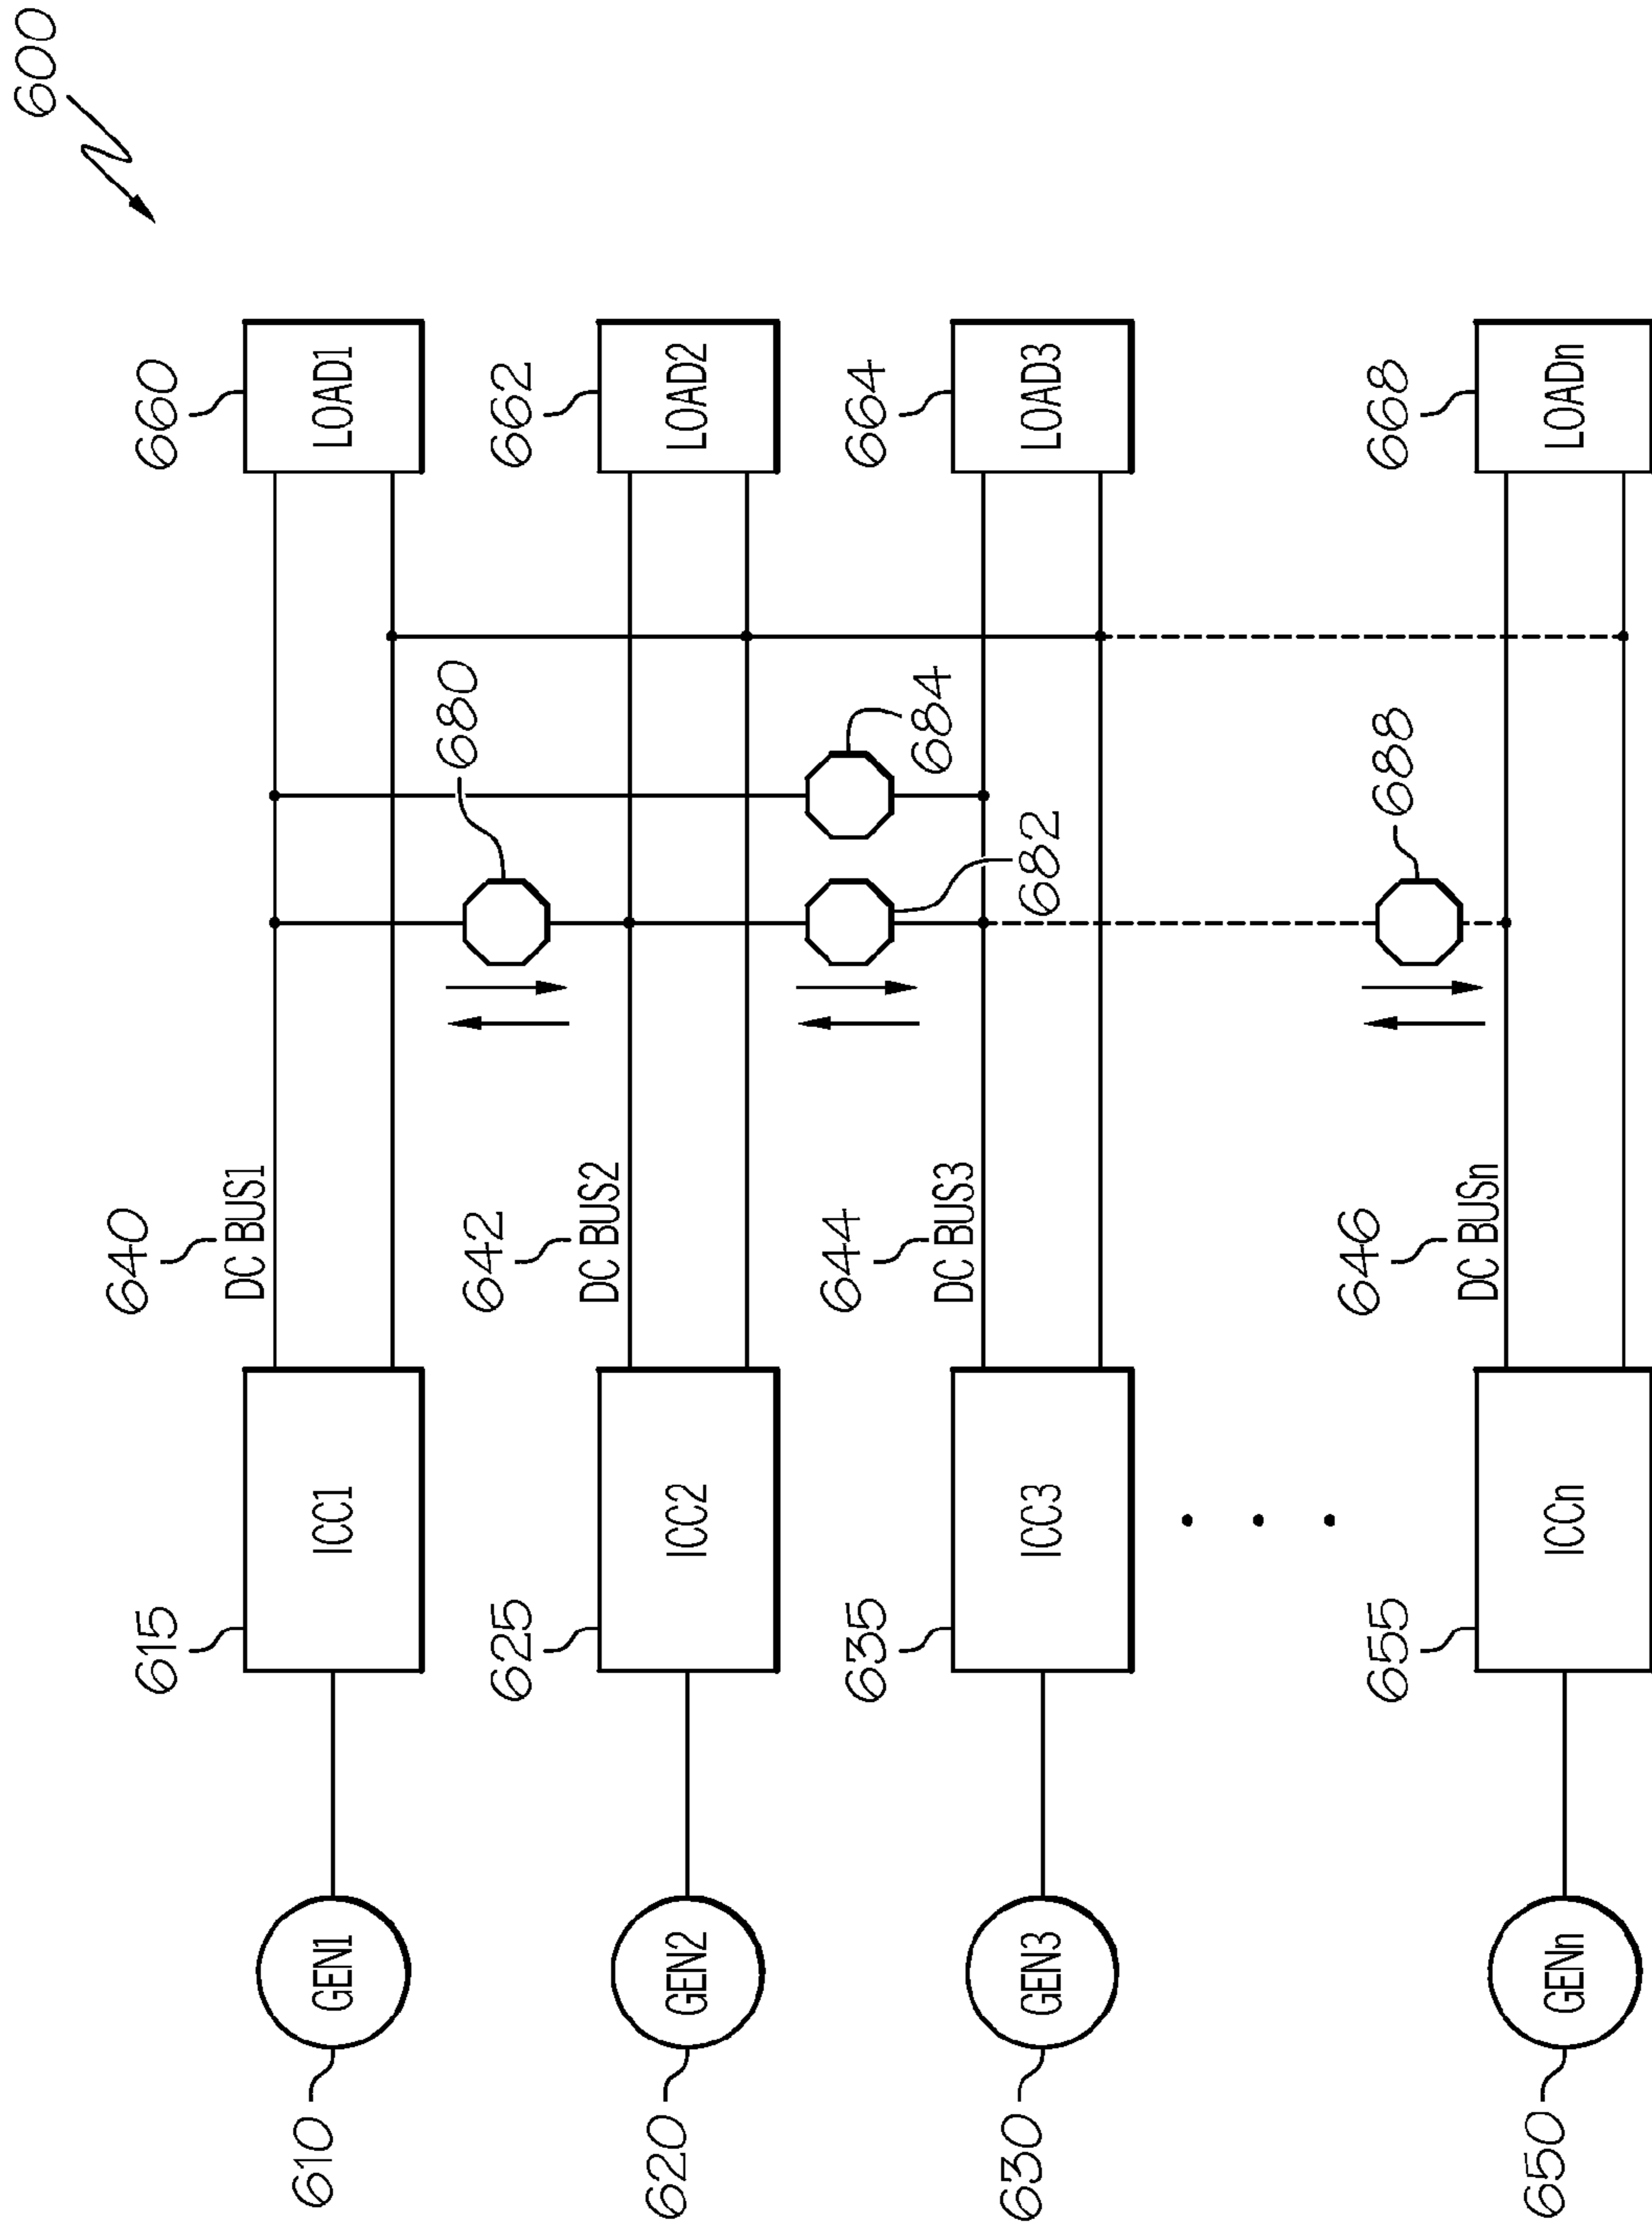 600
610
GEN1
615
ICC1
640
DC BUS1
660
LOAD1
680
620
GEN2
625
ICC2
642
DC BUS2
662
LOAD2
684
682
630
GEN3
635
ICC3
644
DC BUS3
664
LOAD3
688
650
GENn
655
ICCn
646
DC BUSn
668
LOADn